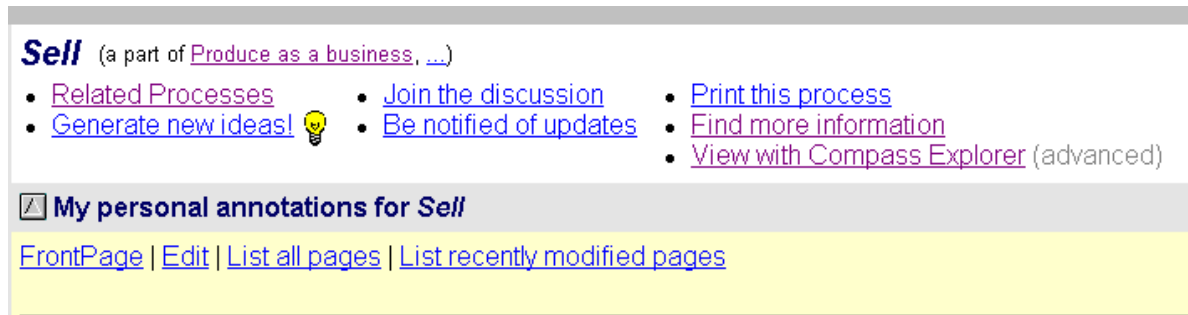 Sell (a part of Produce as a business, ...)
Related Processes
Generate new ideas!
Join the discussion
Be notified of updates
Print this process
Find more information
View with Compass Explorer (advanced)
My personal annotations for Sell
FrontPage | Edit | List all pages | List recently modified pages